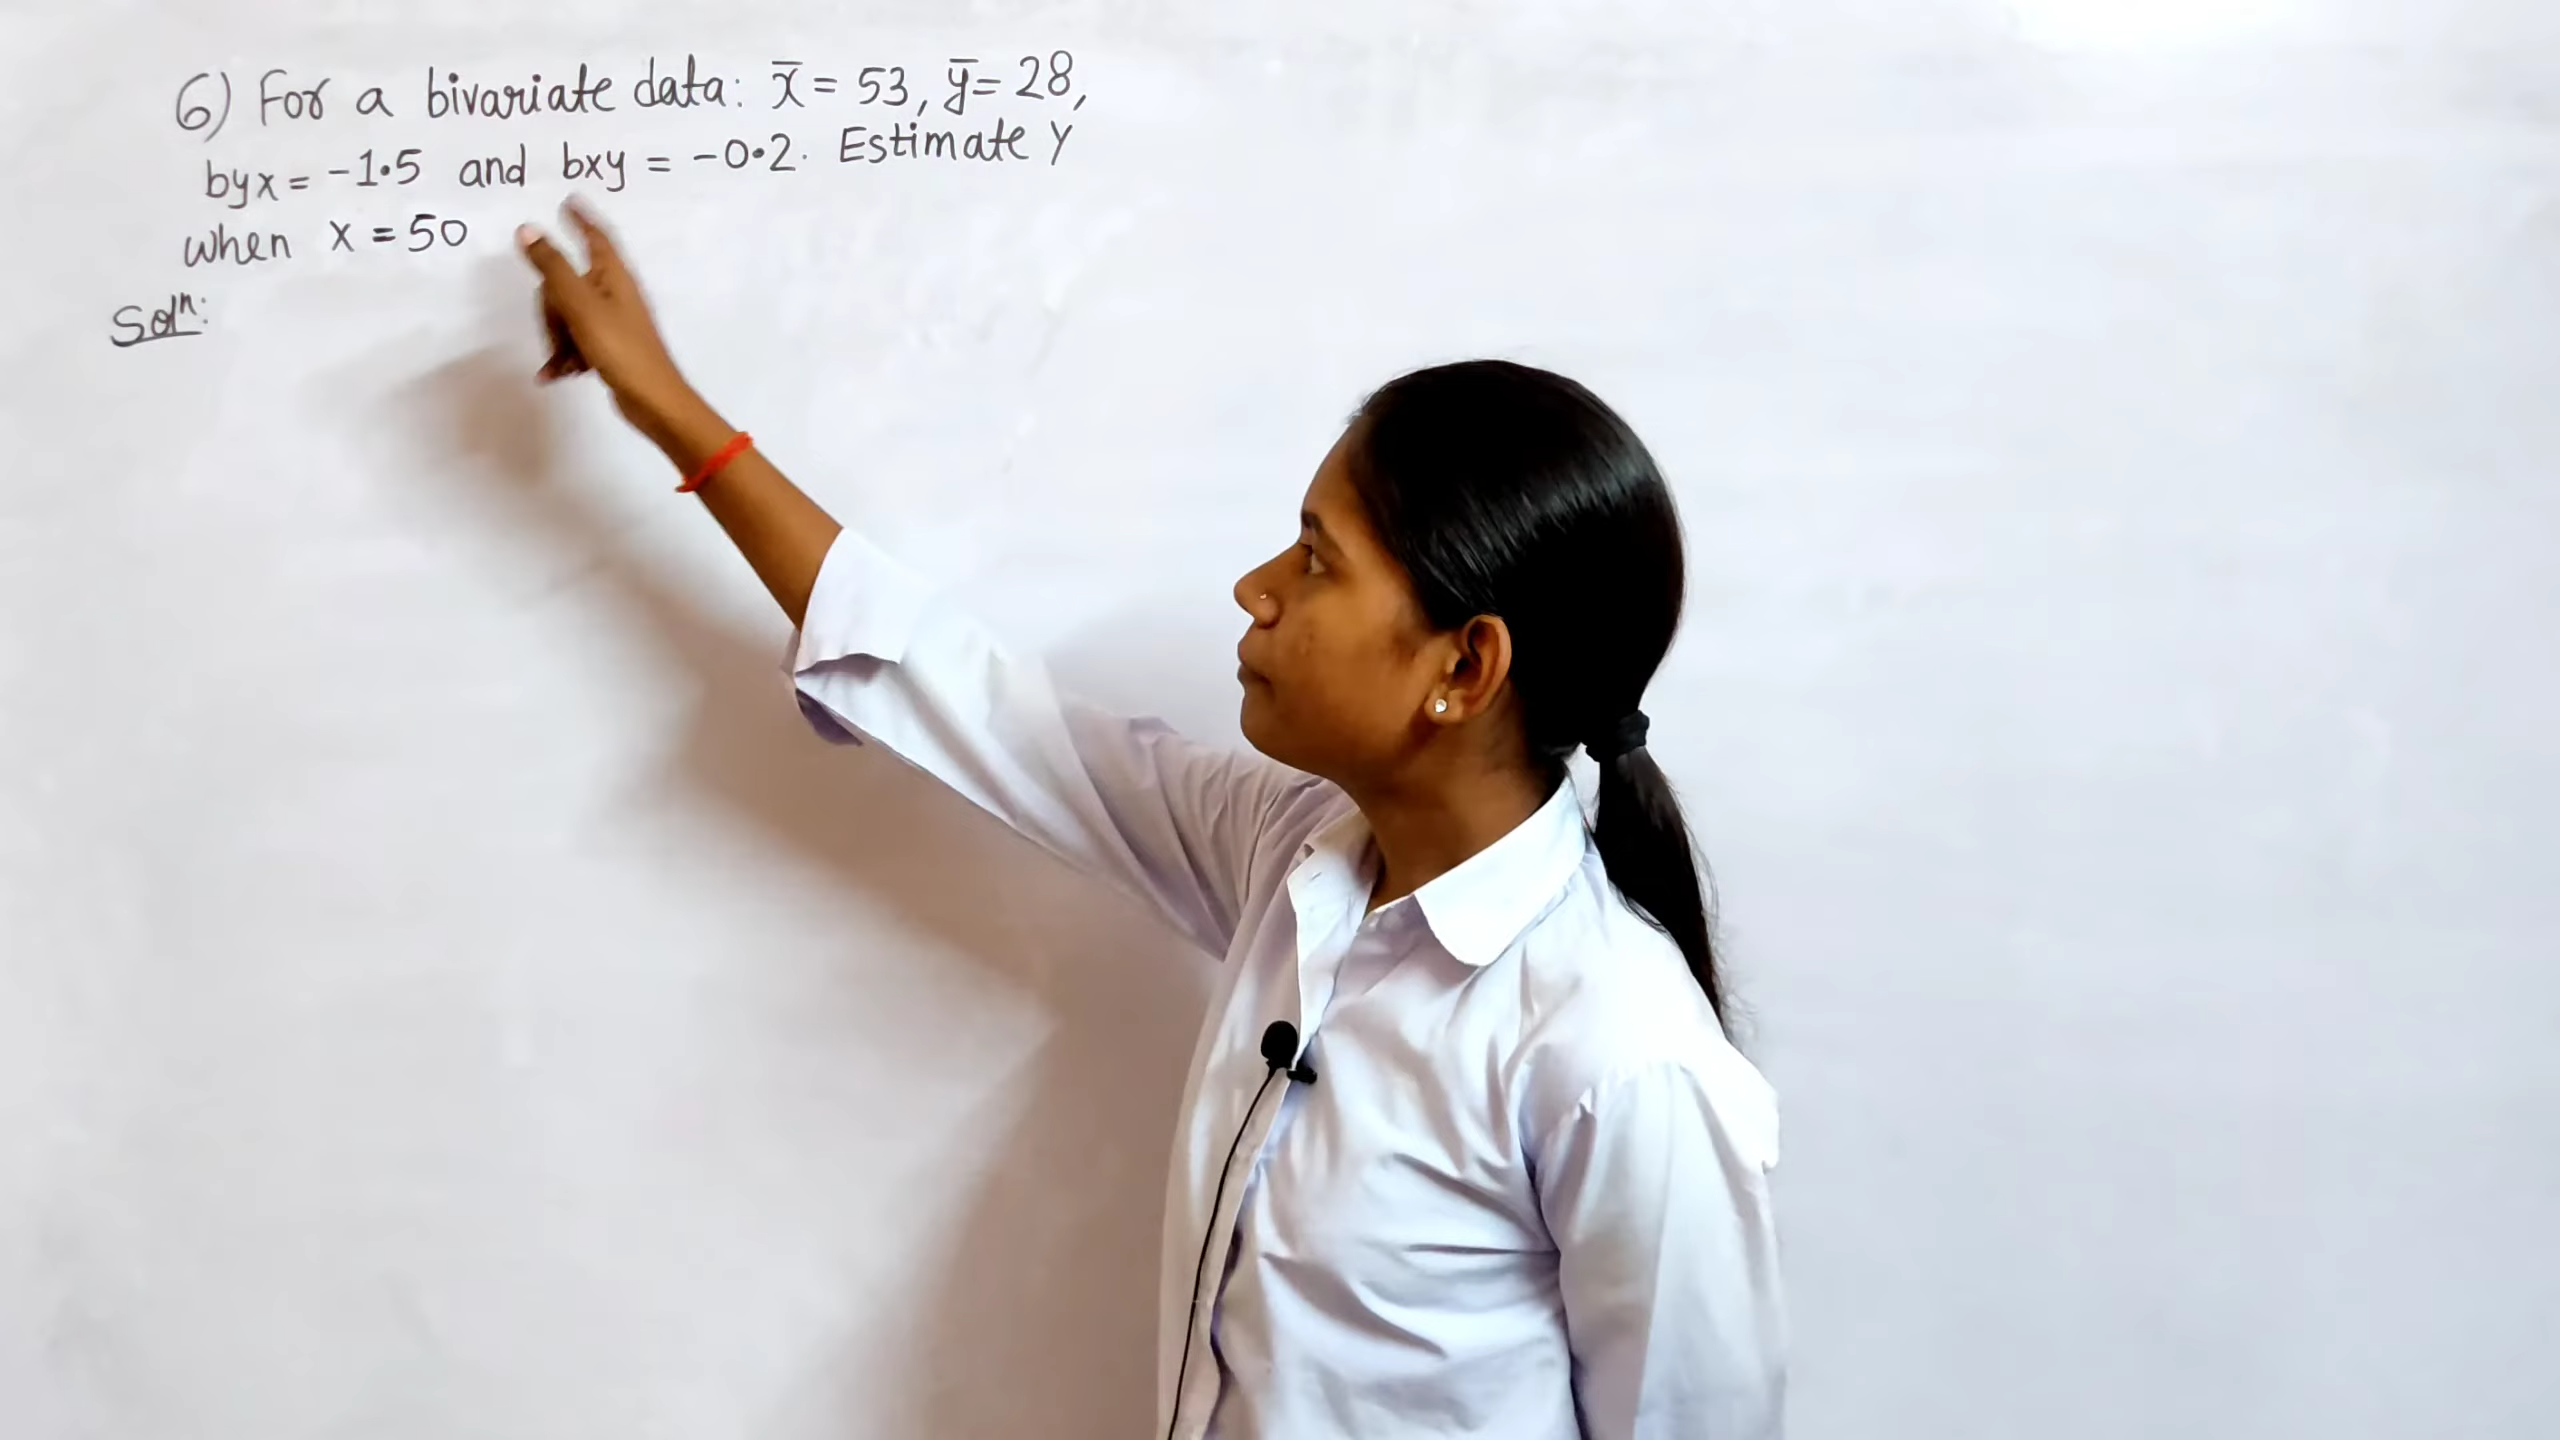 6) For a bivariate data: x̄ = 53, ȳ = 28,
byx = -1.5 and bxy = -0.2. Estimate Y
when X = 50
Solⁿ: